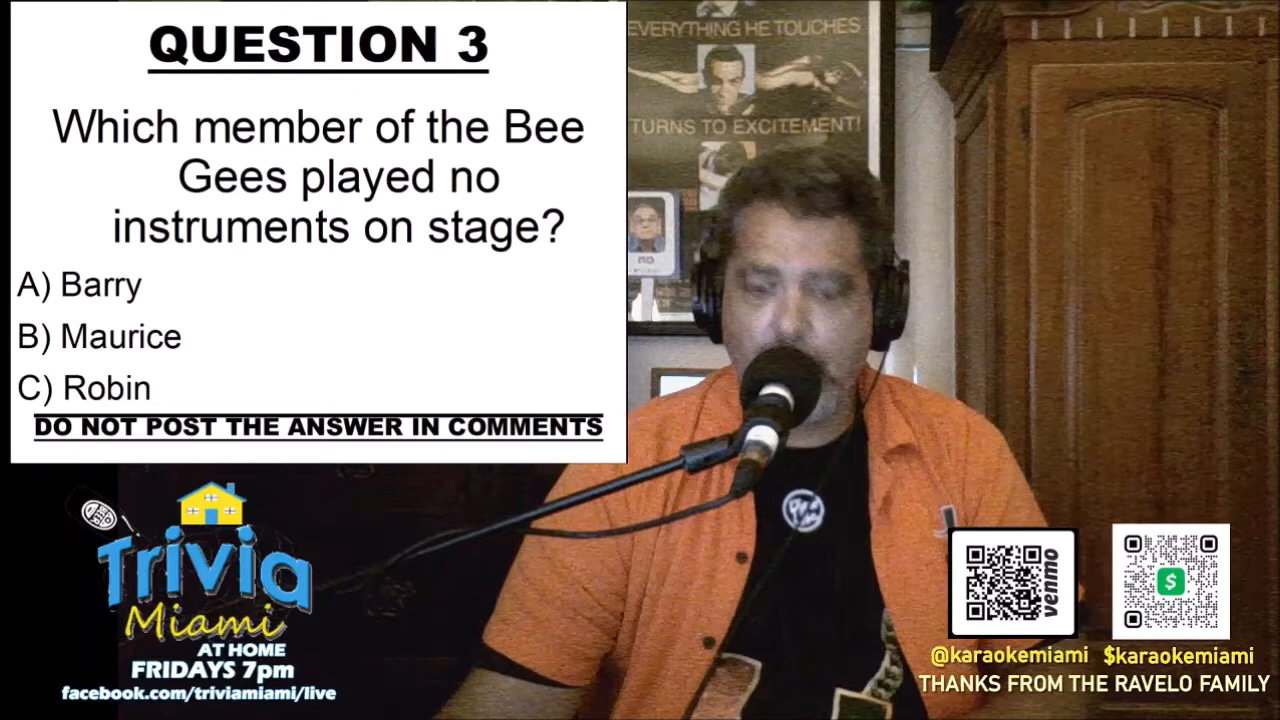 QUESTION 3
Which member of the Bee
Gees played no
instruments on stage?
A) Barry
B) Maurice
C) Robin
DO NOT POST THE ANSWER IN COMMENTS
EVERYTHING HE TOUCHES
TURNS TO EXCITEMENT!
Trivia
Miami
AT HOME
FRIDAYS 7pm
facebook.com/triviamiami/live
venmo
$
@karaokemiami $karaokemiami
THANKS FROM THE RAVELO FAMILY